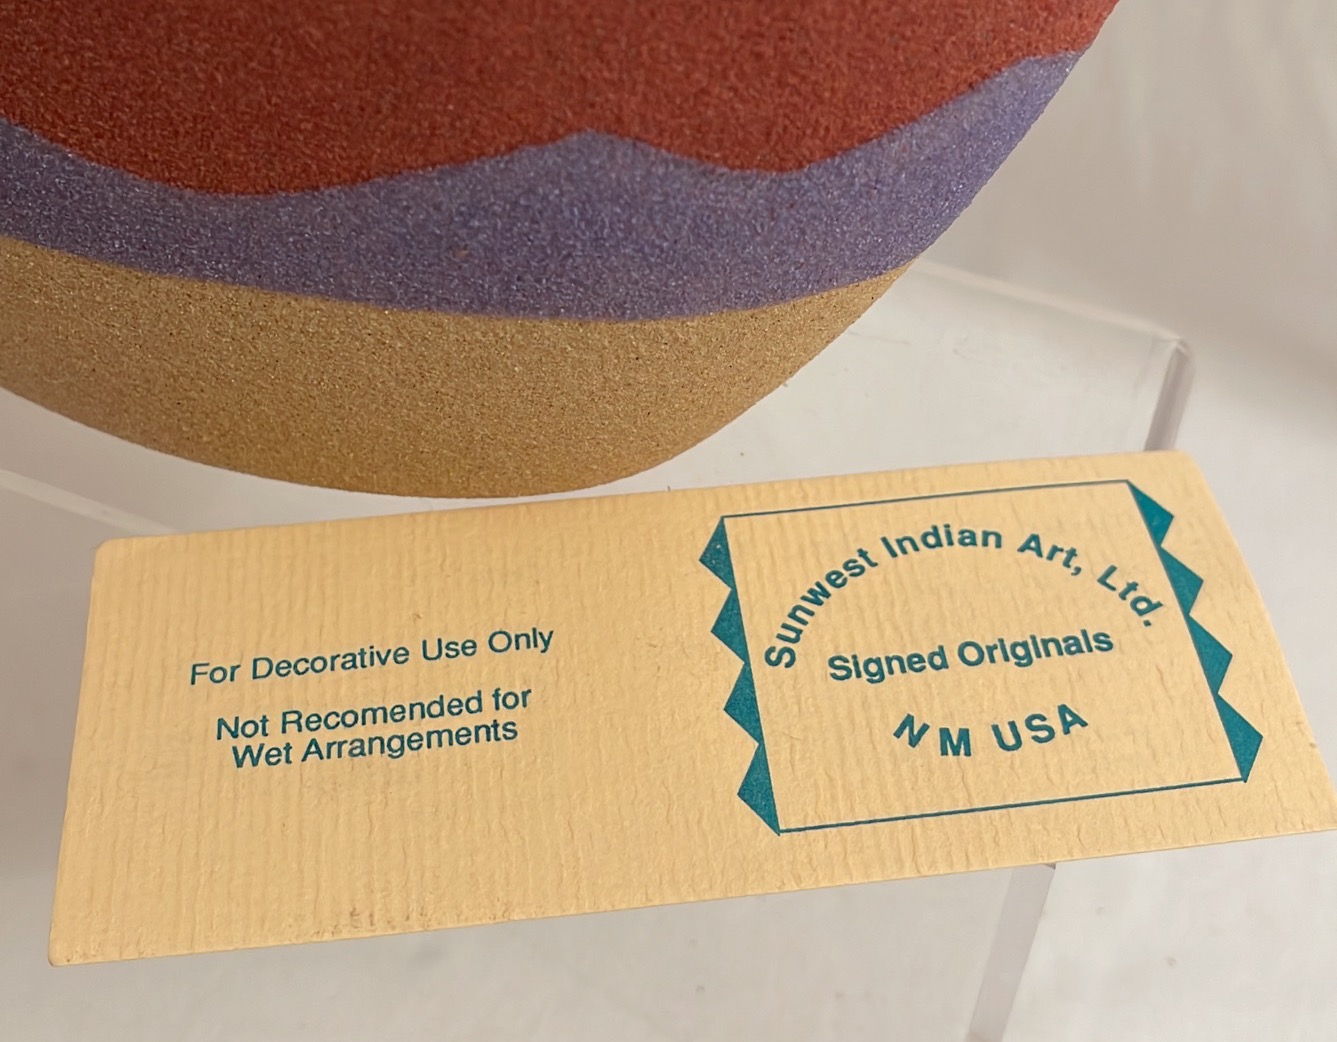 For Decorative Use Only
Not Recomended for
Wet Arrangements
Sunwest Indian Art, Ltd.
Signed Originals
NM USA